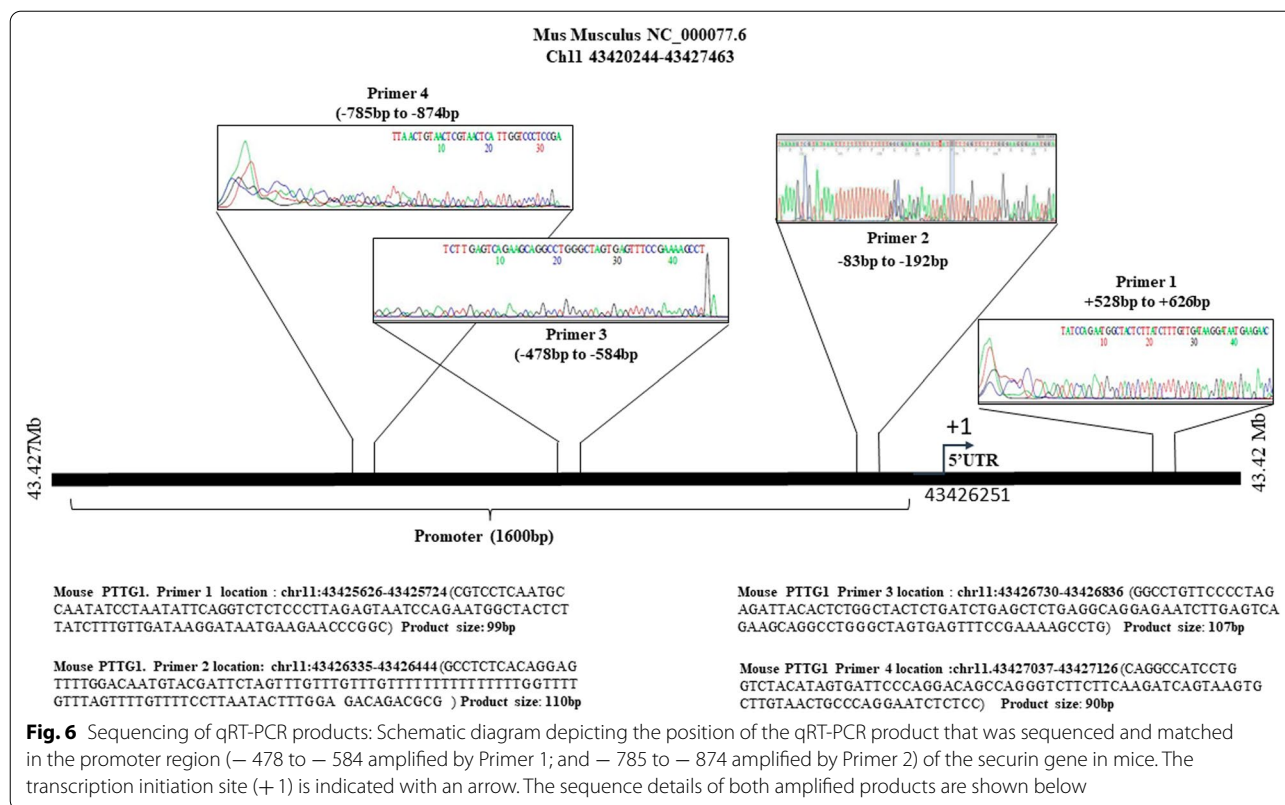 Mus Musculus NC_000077.6
Ch11 43420244-43427463
Primer 4
(-785bp to -874bp
TTAACTGTAACTCGTAACTCA TTGGTCCCTCCGA
10 20 30
TCTTGAGTCAGAAGCAGGCCTGGGCTAGTGAGTTTCCGAAAAGCCT
10 20 30 40
Primer 3
(-478bp to -584bp
Primer 2
-83bp to -192bp
Primer 1
+528bp to +626bp
TATCCAGAATGGCTACTCTTATCTTTGTTGATAAGGATAATGAAGAAC
10 20 30 40
43.427Mb
+1
5'UTR
43426251
43.42 Mb
Promoter (1600bp)
Mouse PTTG1. Primer 1 location : chr11:43425626-43425724 (CGTCCTCAATGC
CAATATCCTAATATTCAGGTCTCTCCCTTAGAGTAATCCAGAATGGCTACTCT
TATCTTTGTTGATAAGGATAATGAAGAACCCGGC) Product size: 99bp
Mouse PTTG1. Primer 2 location: chr11:43426335-43426444 (GCCTCTCACAGGAG
TTTTGGACAATGTACGATTCTAGTTTGTTTGTTTGTTTTTTTTTTTTTTTTTGGTTTT
GTTTAGTTTTGTTTTCCTTAATACTTTGGA GACAGACGCG ) Product size: 110bp
Mouse PTTG1 Primer 3 location : chr11:43426730-43426836 (GGCCTGTTCCCCTAG
AGATTACACTCTGGCTACTCTGATCTGAGCTCTGAGGCAGGAGAATCTTGAGTCA
GAAGCAGGCCTGGGCTAGTGAGTTTCCGAAAAGCCTG) Product size: 107bp
Mouse PTTG1 Primer 4 location :chr11.43427037-43427126 (CAGGCCATCCTG
GTCTACATAGTGATTCCCAGGACAGCCAGGGTCTTCTTCAAGATCAGTAAGTG
CTTGTAACTGCCCAGGAATCTCTCC) Product size: 90bp
Fig. 6 Sequencing of qRT-PCR products: Schematic diagram depicting the position of the qRT-PCR product that was sequenced and matched
in the promoter region (− 478 to − 584 amplified by Primer 1; and − 785 to − 874 amplified by Primer 2) of the securin gene in mice. The
transcription initiation site (+ 1) is indicated with an arrow. The sequence details of both amplified products are shown below